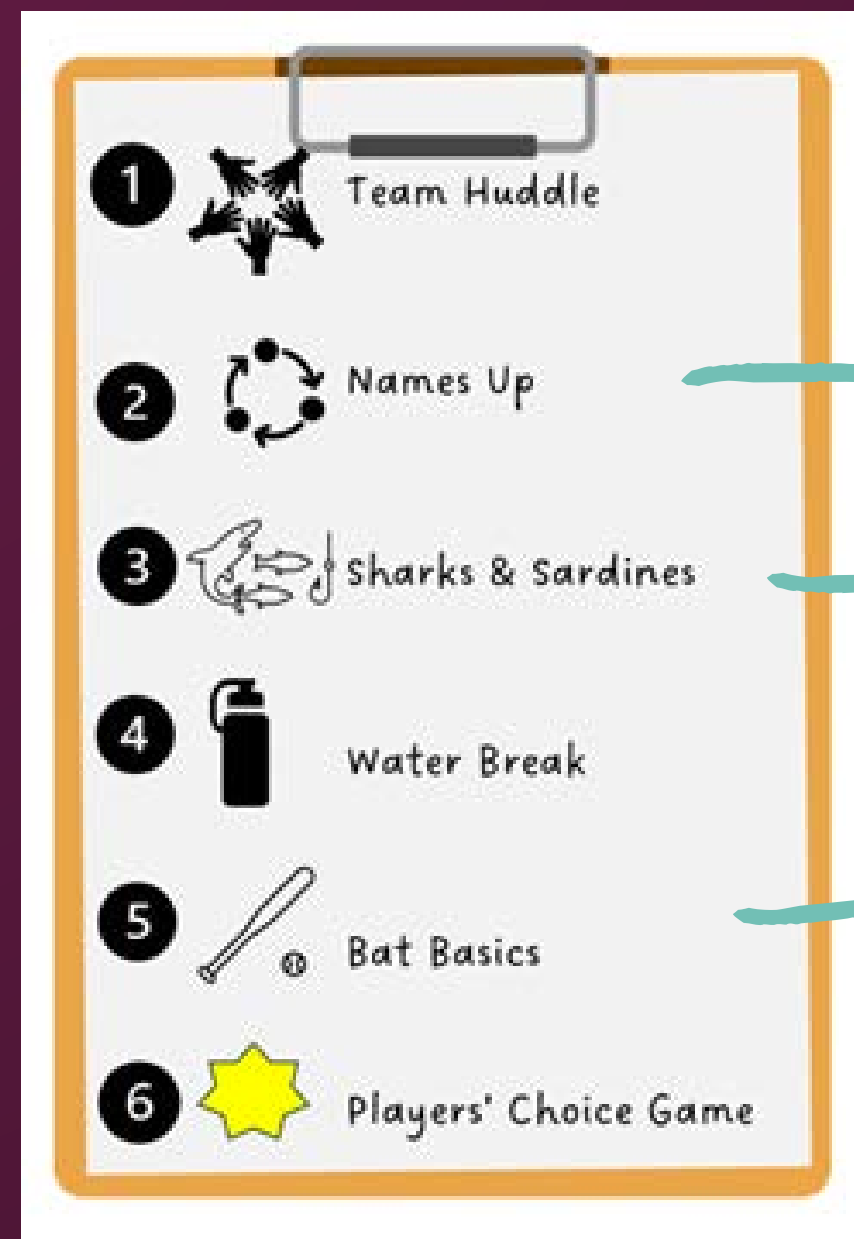 1 Team Huddle
2 Names Up
3 Sharks & Sardines
4 Water Break
5 Bat Basics
6 Players' Choice Game